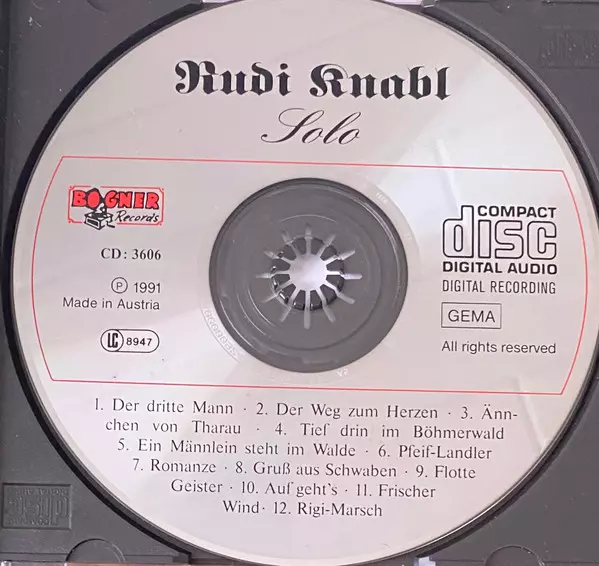 Rudi Knabl
Solo
BOGNER
Records
CD: 3606
Ⓟ 1991
Made in Austria
LC 8947
COMPACT
disc
DIGITAL AUDIO
DIGITAL RECORDING
GEMA
All rights reserved
1. Der dritte Mann · 2. Der Weg zum Herzen · 3. Änn-
chen von Tharau · 4. Tief drin im Böhmerwald
5. Ein Männlein steht im Walde · 6. Pfeif-Landler
7. Romanze · 8. Gruß aus Schwaben · 9. Flotte
Geister · 10. Auf geht's · 11. Frischer
Wind · 12. Rigi-Marsch